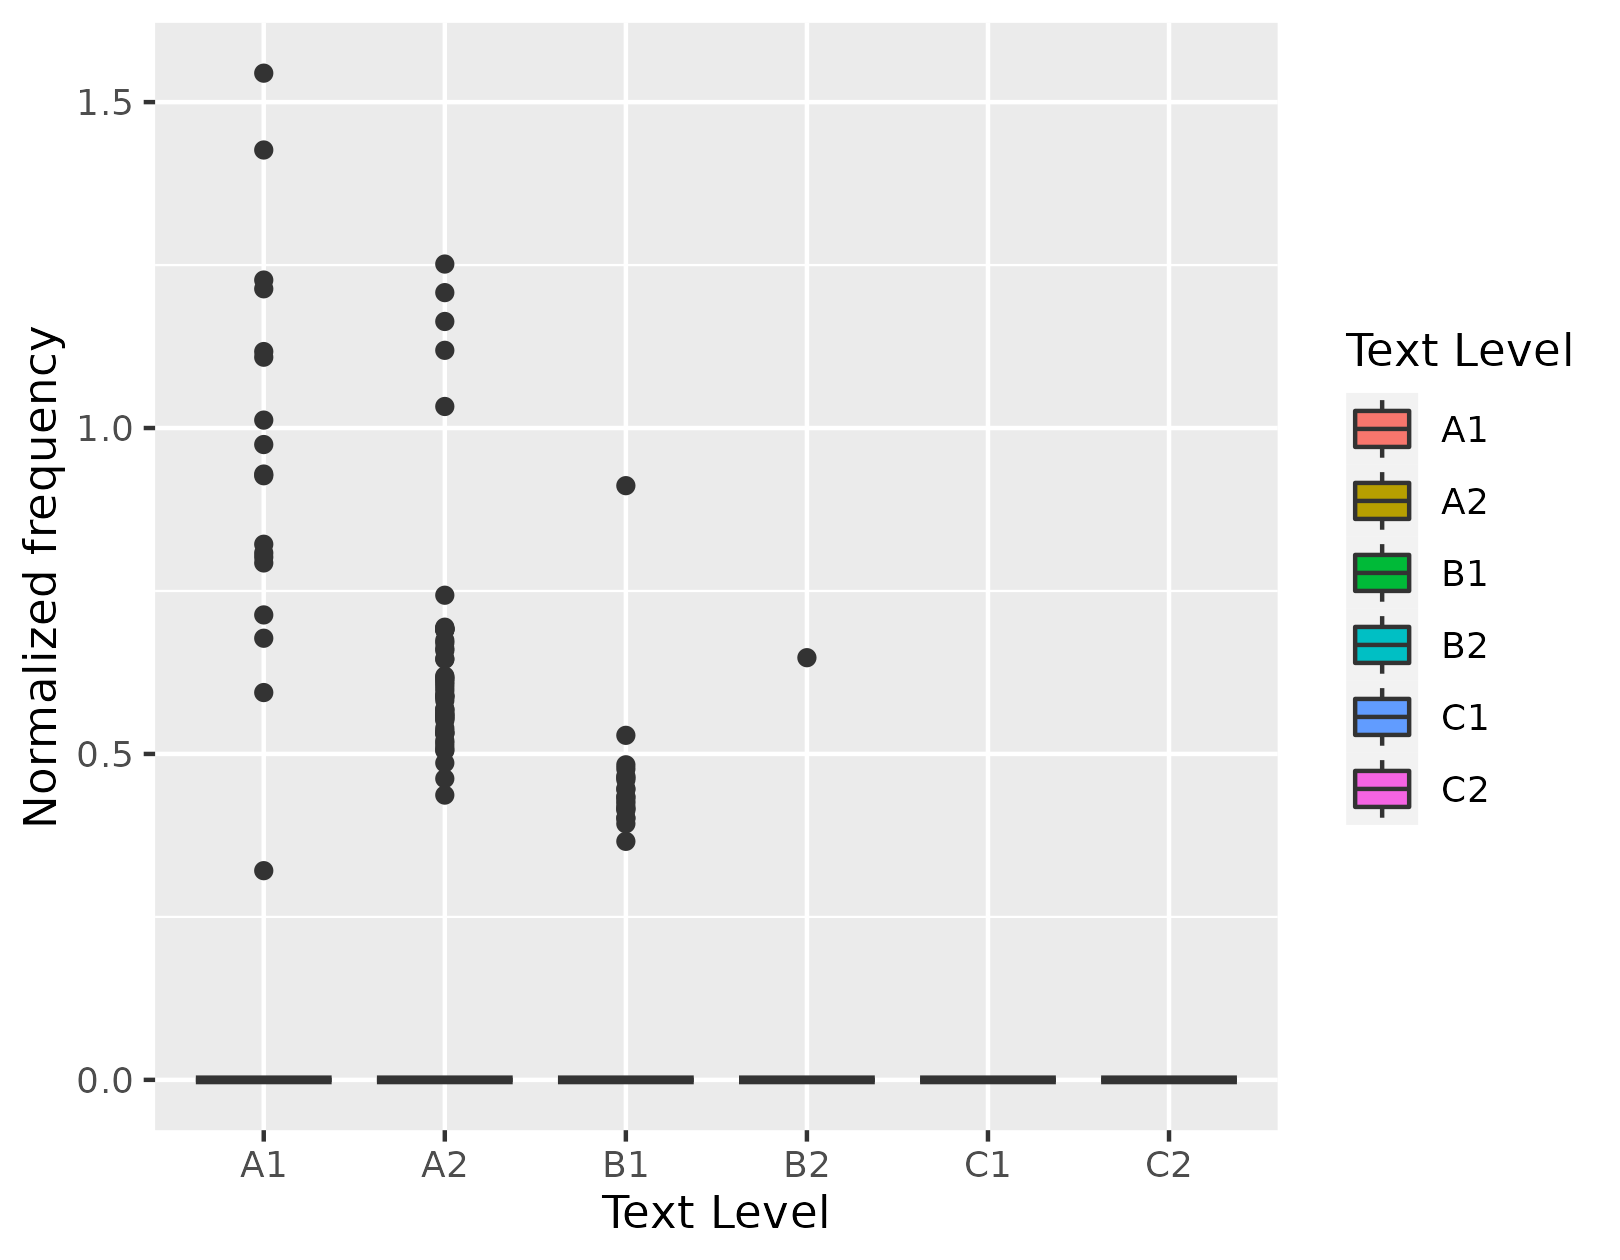 Normalized frequency
1.5
1.0
0.5
0.0
A1 A2 B1 B2 C1 C2
Text Level
Text Level
A1
A2
B1
B2
C1
C2